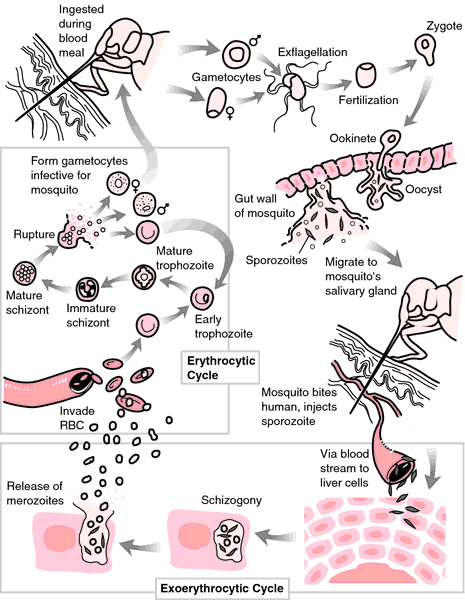 Ingested
during
blood
meal
♂
Gametocytes
♀
Exflagellation
Fertilization
Zygote
Ookinete
Oocyst
Gut wall
of mosquito
Sporozoites
Migrate to
mosquito's
salivary gland
Form gametocytes
infective for
mosquito
♀
♂
Rupture
Mature
trophozoite
Mature
schizont
Immature
schizont
Early
trophozoite
Erythrocytic
Cycle
Invade
RBC
Mosquito bites
human, injects
sporozoite
Via blood
stream to
liver cells
Release of
merozoites
Schizogony
Exoerythrocytic Cycle